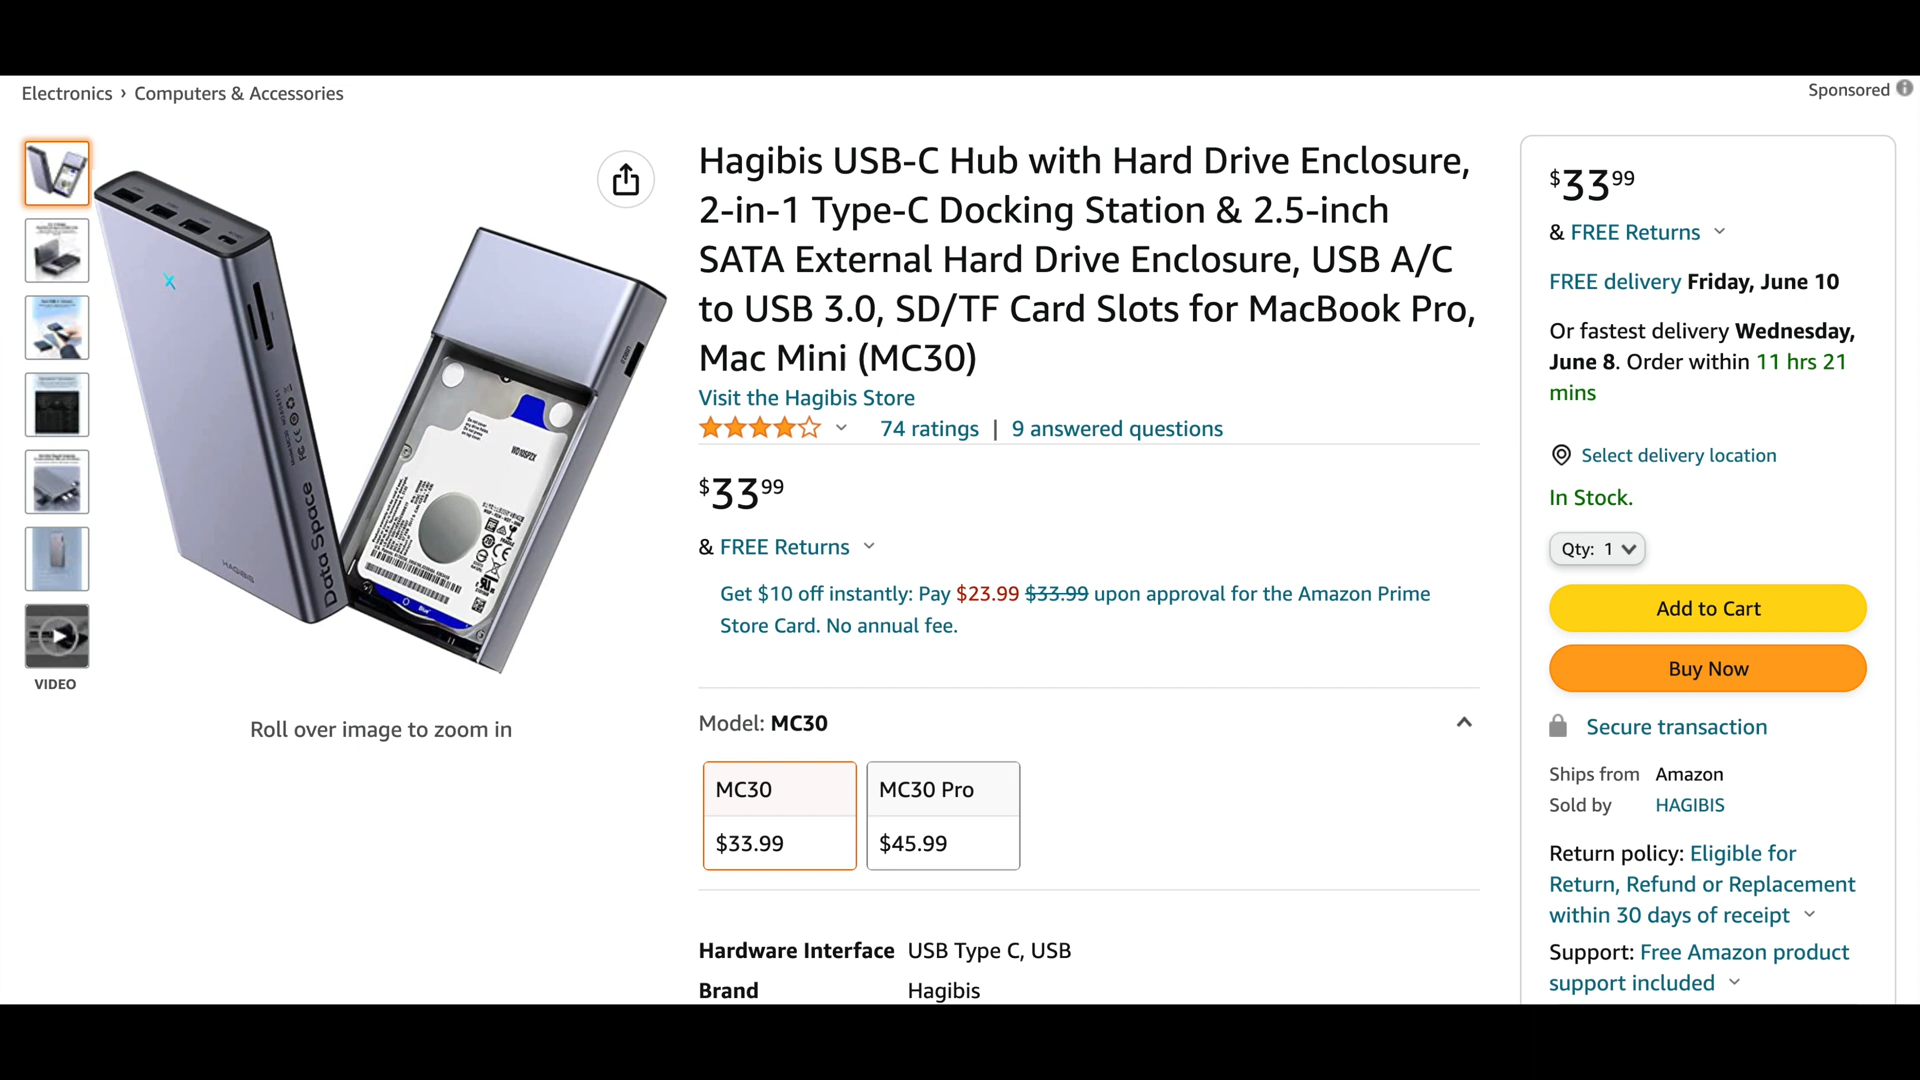 Electronics › Computers & Accessories
Sponsored
Hagibis USB-C Hub with Hard Drive Enclosure,
2-in-1 Type-C Docking Station & 2.5-inch
SATA External Hard Drive Enclosure, USB A/C
to USB 3.0, SD/TF Card Slots for MacBook Pro,
Mac Mini (MC30)
Visit the Hagibis Store
74 ratings | 9 answered questions
$33.99
& FREE Returns
Get $10 off instantly: Pay $23.99 $33.99 upon approval for the Amazon Prime
Store Card. No annual fee.
Model: MC30
MC30
$33.99
MC30 Pro
$45.99
Hardware Interface USB Type C, USB
Brand Hagibis
Data Space
HAGIBIS
Blue
VIDEO
Roll over image to zoom in
$33.99
& FREE Returns
FREE delivery Friday, June 10
Or fastest delivery Wednesday,
June 8. Order within 11 hrs 21
mins
Select delivery location
In Stock.
Qty: 1
Add to Cart
Buy Now
Secure transaction
Ships from Amazon
Sold by HAGIBIS
Return policy: Eligible for
Return, Refund or Replacement
within 30 days of receipt
Support: Free Amazon product
support included